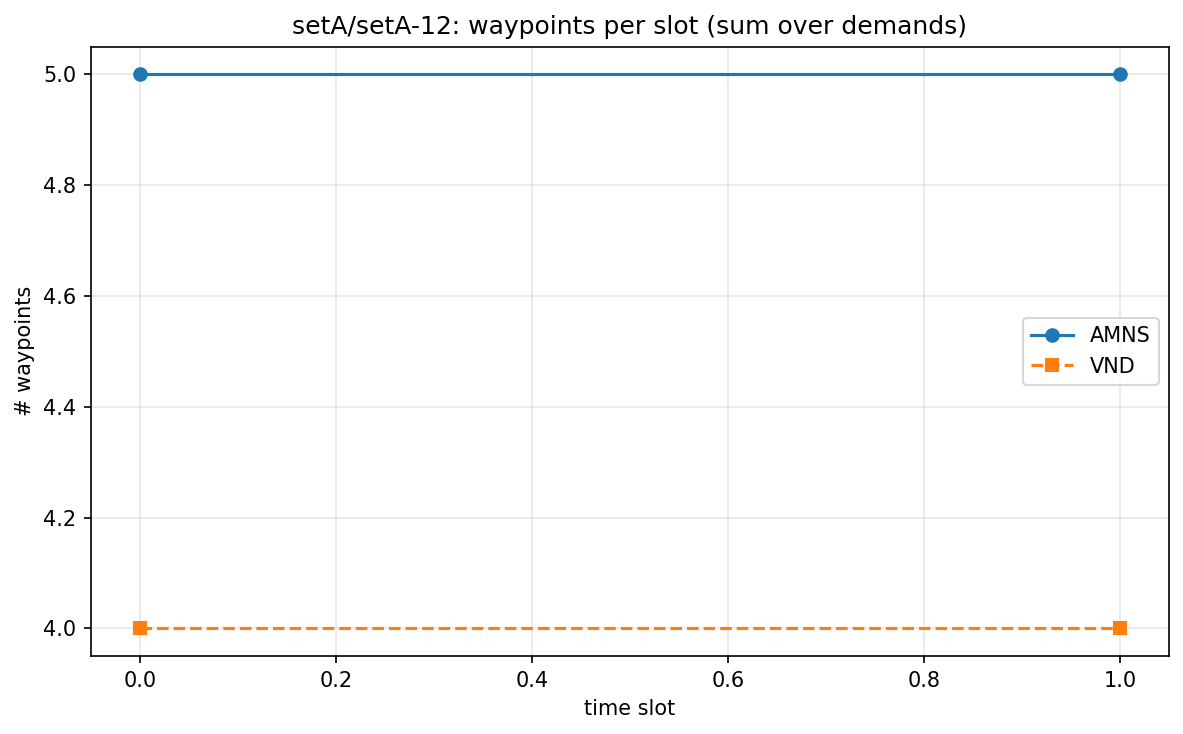 setA/setA-12: waypoints per slot (sum over demands)
5.0
4.8
4.6
4.4
4.2
4.0
# waypoints
AMNS
VND
0.0 0.2 0.4 0.6 0.8 1.0
time slot